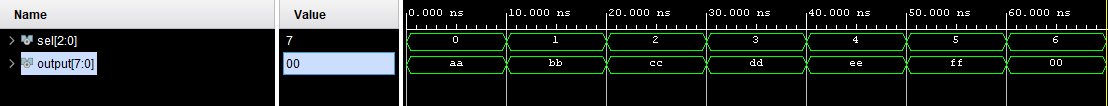 Name Value 0.000 ns 10.000 ns 20.000 ns 30.000 ns 40.000 ns 50.000 ns 60.000 ns
sel[2:0] 7 0 1 2 3 4 5 6
output[7:0] 00 aa bb cc dd ee ff 00